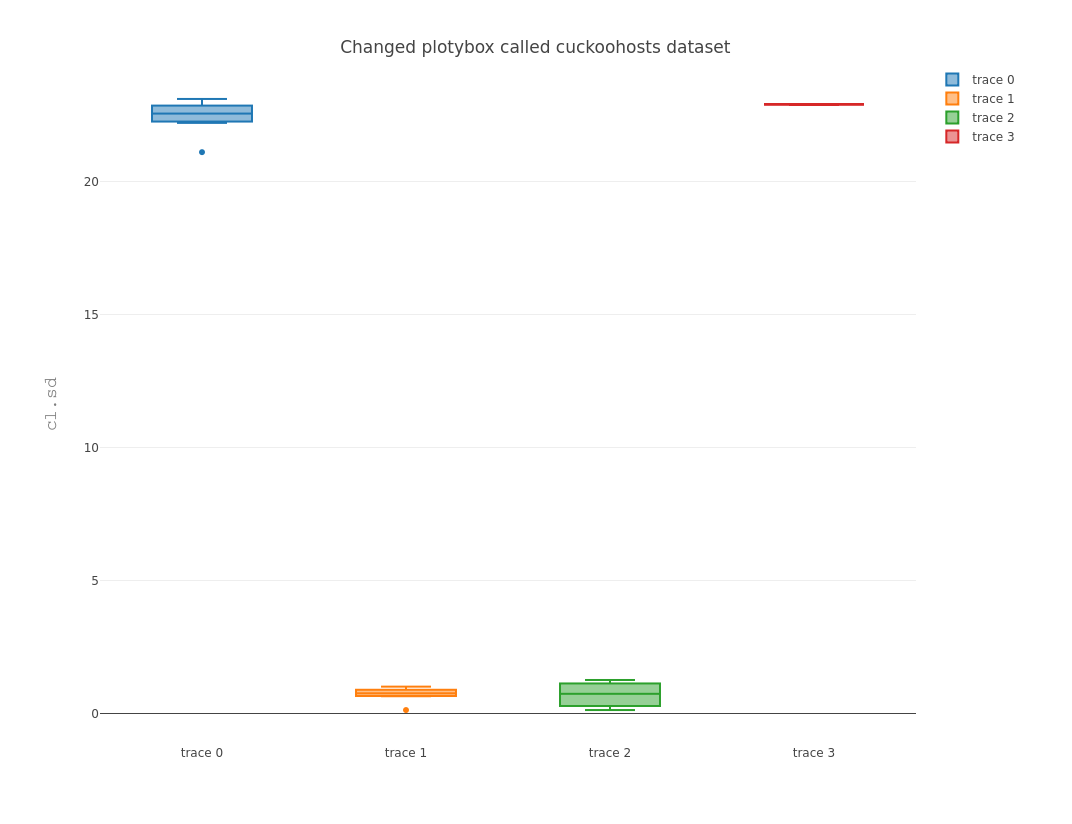 Changed plotybox called cuckoohosts dataset
trace 0
trace 1
trace 2
trace 3
20
15
10
5
0
cl.sd
trace 0
trace 1
trace 2
trace 3